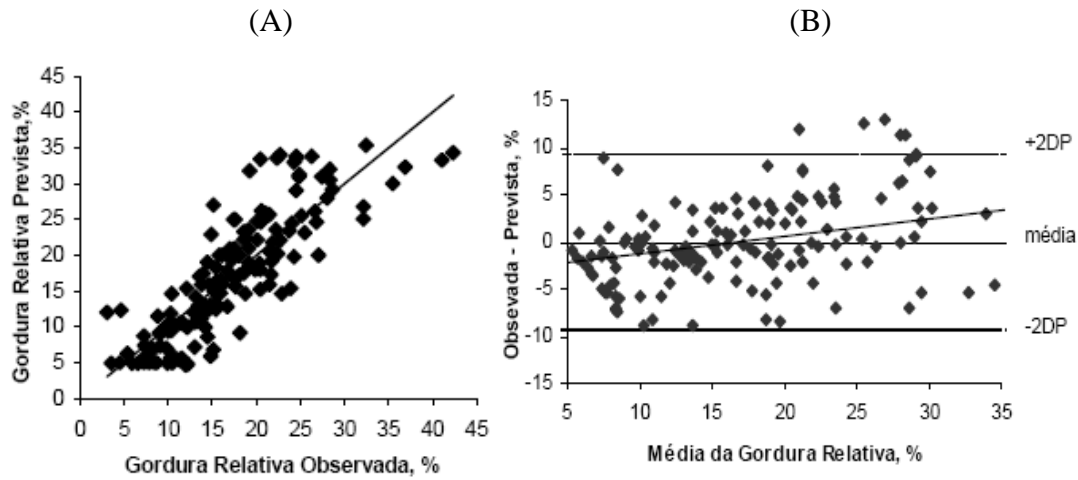 (A)
(B)
Gordura Relativa Prevista,%
45
40
35
30
25
20
15
10
5
0
0 5 10 15 20 25 30 35 40 45
Gordura Relativa Observada, %
Obsevada - Prevista, %
15
10
5
0
-5
-10
-15
5 10 15 20 25 30 35
Média da Gordura Relativa, %
+2DP
média
-2DP